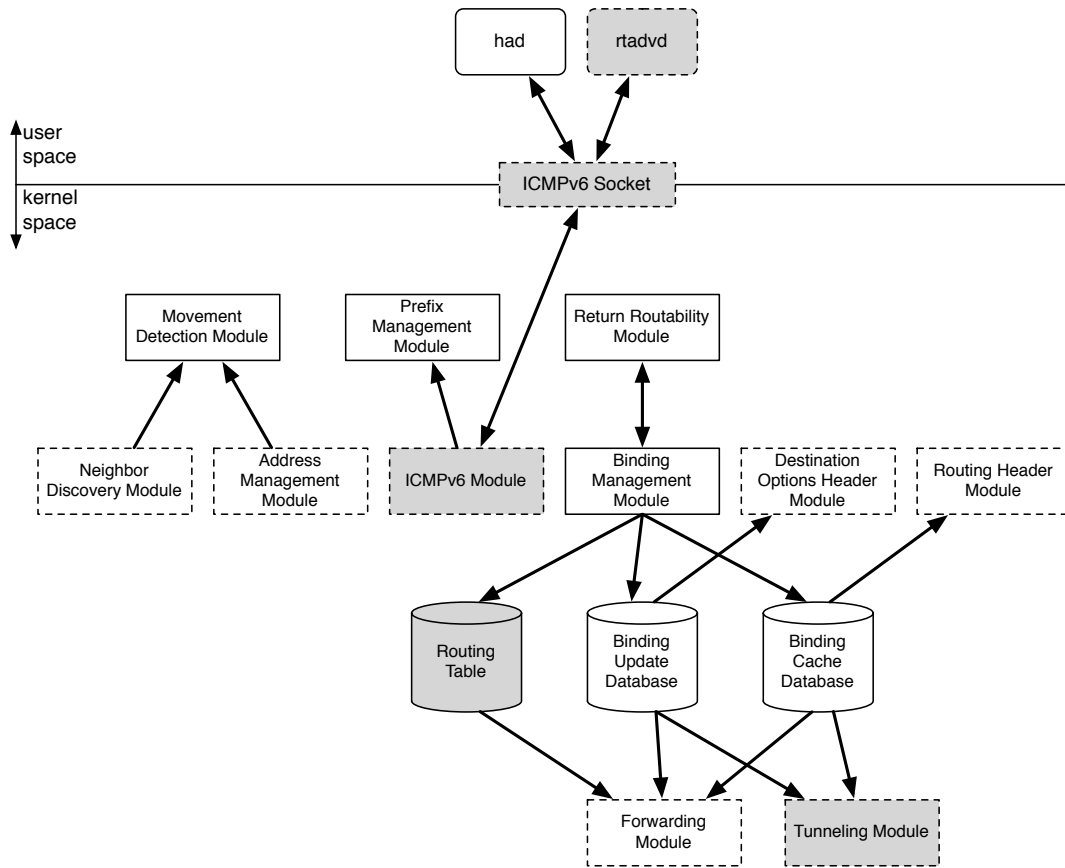 had
rtadvd
user
space
ICMPv6 Socket
kernel
space
Movement
Detection Module
Prefix
Management
Module
Return Routability
Module
Neighbor
Discovery Module
Address
Management
Module
ICMPv6 Module
Binding
Management
Module
Destination
Options Header
Module
Routing Header
Module
Routing
Table
Binding
Update
Database
Binding
Cache
Database
Forwarding
Module
Tunneling Module